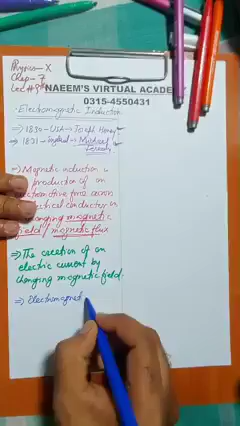 Physics - X
Chap - 7
Lec # 8
NAEEM'S VIRTUAL ACADEMY
0315-4550431
Electromagnetic Induction
⇒ 1830 - USA → Joseph Henry
⇒ 1831 - England → Michael
Faraday
⇒ Magnetic induction is
production of an
electromotive force across
electrical conductor in
changing magnetic
field / magnetic flux
⇒ The creation of an
electric current by
changing magnetic field
⇒ Electromagnet